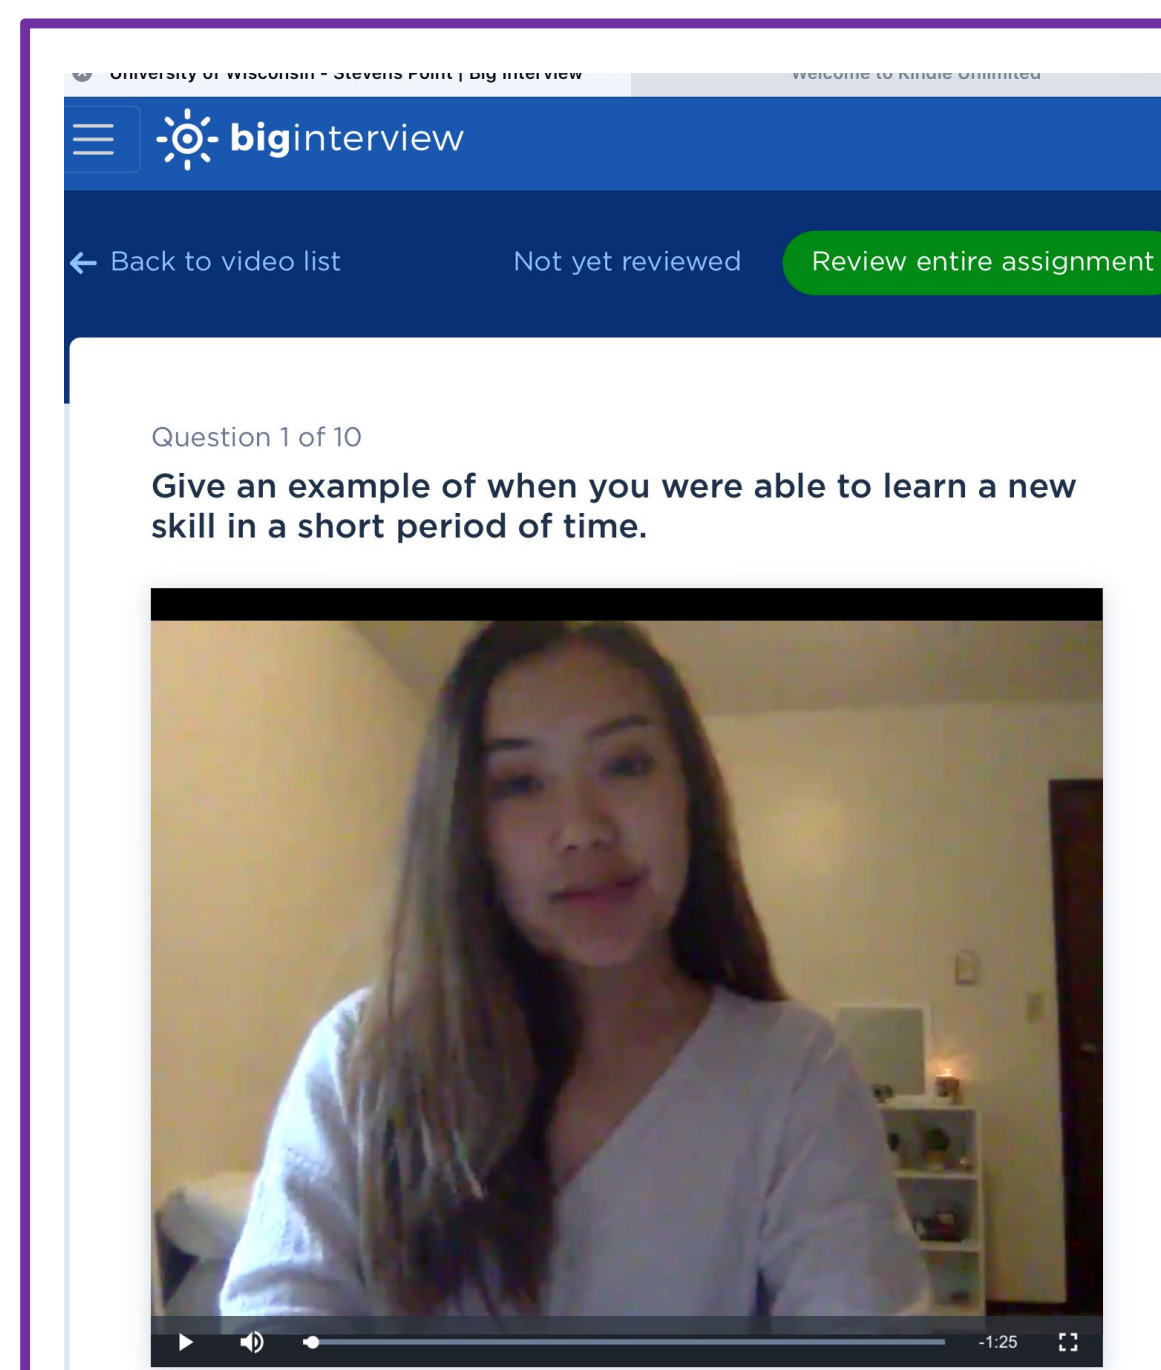 University of Wisconsin - Stevens Point | Big Interview
Welcome to Kindle Unlimited
biginterview
Back to video list
Not yet reviewed
Review entire assignment
Question 1 of 10
Give an example of when you were able to learn a new
skill in a short period of time.
-1:25